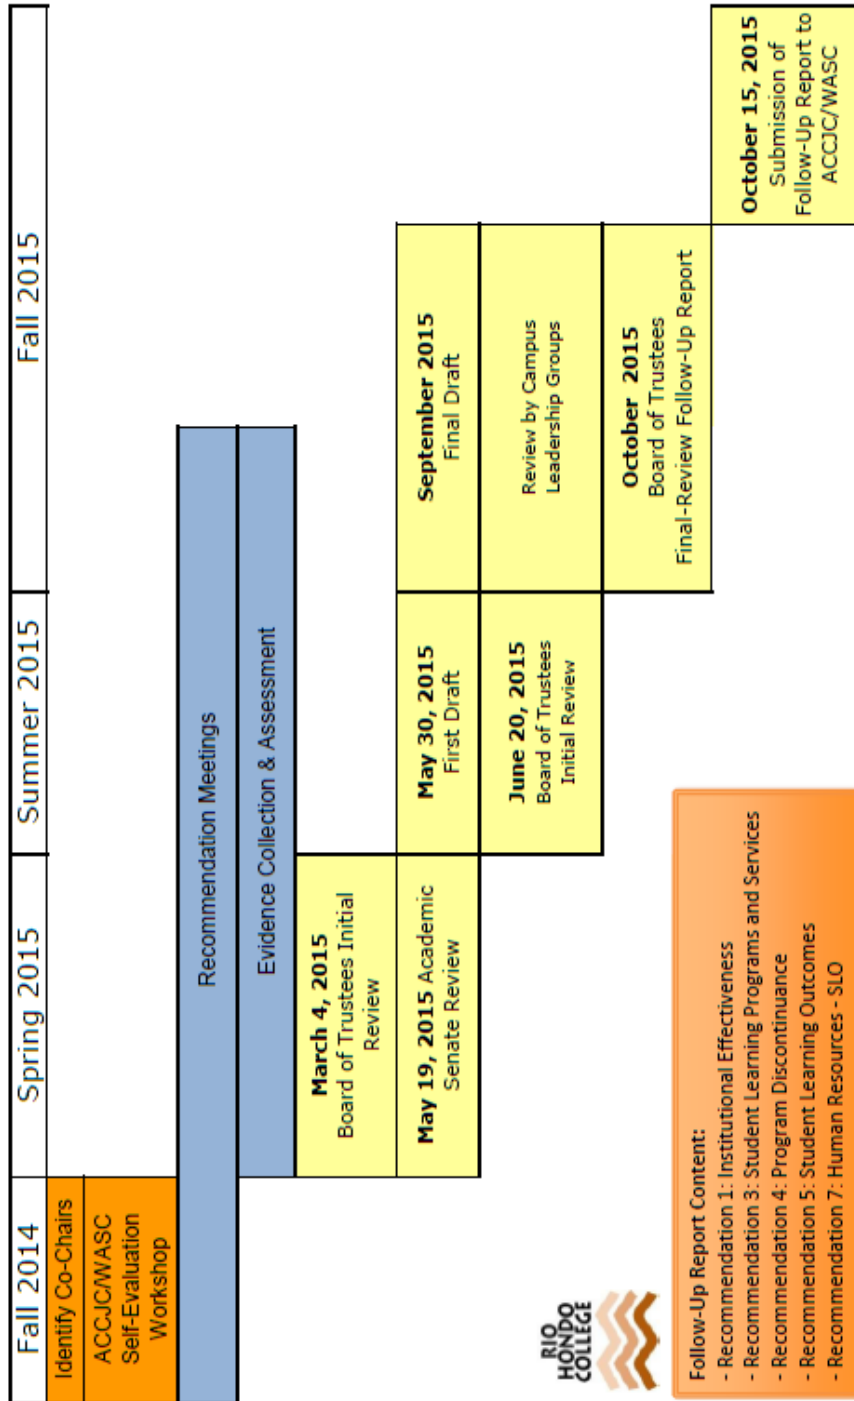 Fall 2014
Spring 2015
Summer 2015
Fall 2015
Identify Co-Chairs
ACCJC/WASC
Self-Evaluation
Workshop
Recommendation Meetings
Evidence Collection & Assessment
March 4, 2015
Board of Trustees Initial
Review
May 19, 2015 Academic
Senate Review
May 30, 2015
First Draft
September 2015
Final Draft
June 20, 2015
Board of Trustees
Initial Review
Review by Campus
Leadership Groups
October 2015
Board of Trustees
Final-Review Follow-Up Report
October 15, 2015
Submission of
Follow-Up Report to
ACCJC/WASC
RIO
HONDO
COLLEGE
Follow-Up Report Content:
- Recommendation 1: Institutional Effectiveness
- Recommendation 3: Student Learning Programs and Services
- Recommendation 4: Program Discontinuance
- Recommendation 5: Student Learning Outcomes
- Recommendation 7: Human Resources - SLO